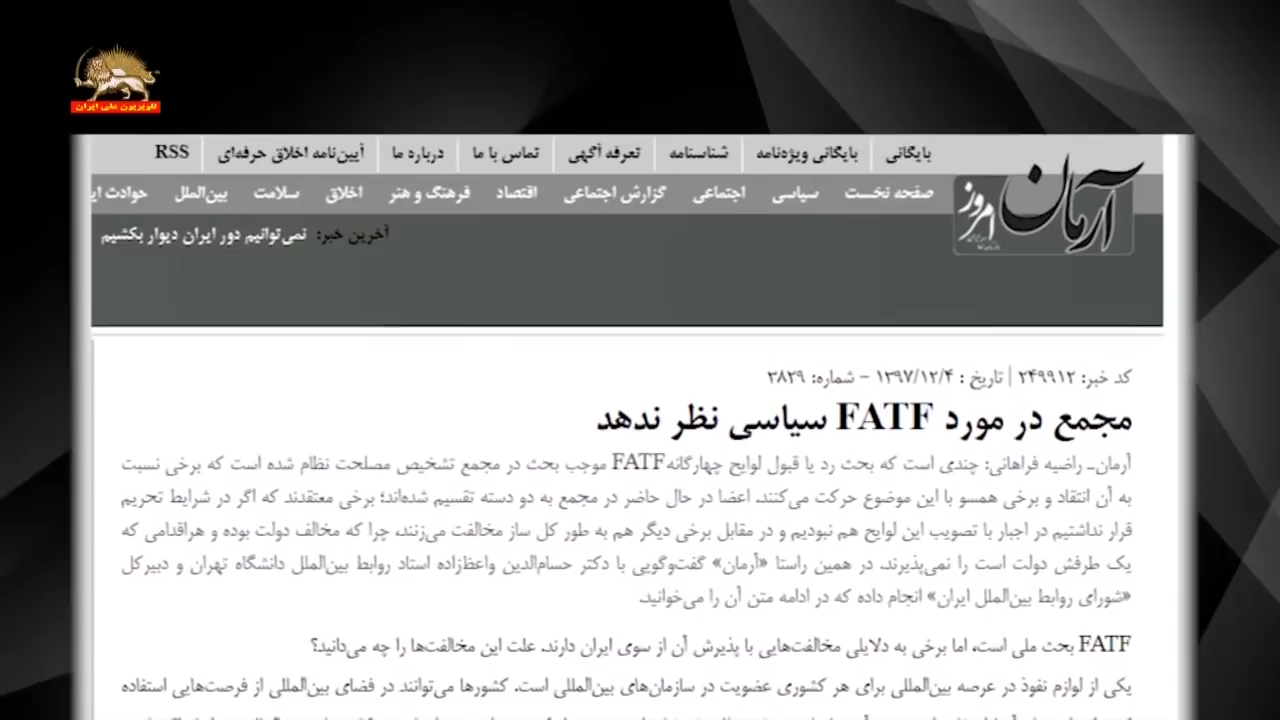 تلویزیون ملی ایران
بایگانی بایگانی ویژه‌نامه شناسنامه تعرفه آگهی تماس با ما درباره ما آیین‌نامه اخلاق حرفه‌ای RSS
آرمان امروز
صفحه نخست سیاسی اجتماعی گزارش اجتماعی اقتصاد فرهنگ و هنر اخلاق سلامت بین‌الملل حوادث
آخرین خبر: نمی‌توانیم دور ایران دیوار بکشیم
کد خبر: ۲۴۹۹۱۲ | تاریخ : ۱۳۹۷/۱۲/۴ – شماره: ۳۸۲۹
مجمع در مورد FATF سیاسی نظر ندهد
آرمان- راضیه فراهانی: چندی است که بحث رد یا قبول لوایح چهارگانه FATF موجب بحث در مجمع تشخیص مصلحت نظام شده است که برخی نسبت
به آن انتقاد و برخی همسو با این موضوع حرکت می‌کنند. اعضا در حال حاضر در مجمع به دو دسته تقسیم شده‌اند؛ برخی معتقدند که اگر در شرایط تحریم
قرار نداشتیم در اجبار با تصویب این لوایح هم نبودیم و در مقابل برخی دیگر هم به طور کل ساز مخالفت می‌زنند، چرا که مخالف دولت بوده و هراقدامی که
یک طرفش دولت است را نمی‌پذیرند. در همین راستا «آرمان» گفت‌وگویی با دکتر حسام‌الدین واعظ‌زاده استاد روابط بین‌الملل دانشگاه تهران و دبیرکل
«شورای روابط بین‌الملل ایران» انجام داده که در ادامه متن آن را می‌خوانید.
FATF بحث ملی است، اما برخی به دلایلی مخالفت‌هایی با پذیرش آن از سوی ایران دارند. علت این مخالفت‌ها را چه می‌دانید؟
یکی از لوازم نفوذ در عرصه بین‌المللی برای هر کشوری عضویت در سازمان‌های بین‌المللی است. کشورها می‌توانند در فضای بین‌المللی از فرصت‌هایی استفاده